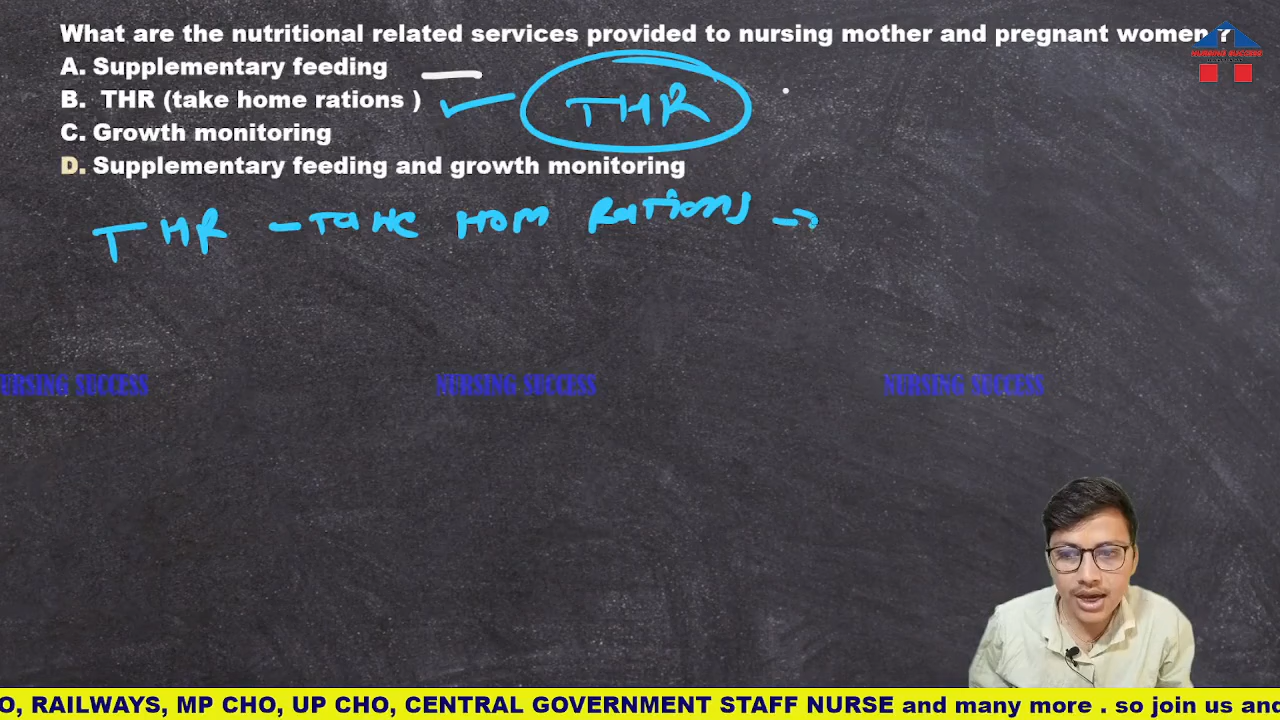 What are the nutritional related services provided to nursing mother and pregnant women ?
NURSING SUCCESS
A. Supplementary feeding
B. THR (take home rations )
THR
C. Growth monitoring
D. Supplementary feeding and growth monitoring
THR - Take Hom Rations →
URSING SUCCESS NURSING SUCCESS NURSING SUCCESS
O, RAILWAYS, MP CHO, UP CHO, CENTRAL GOVERNMENT STAFF NURSE and many more . so join us and